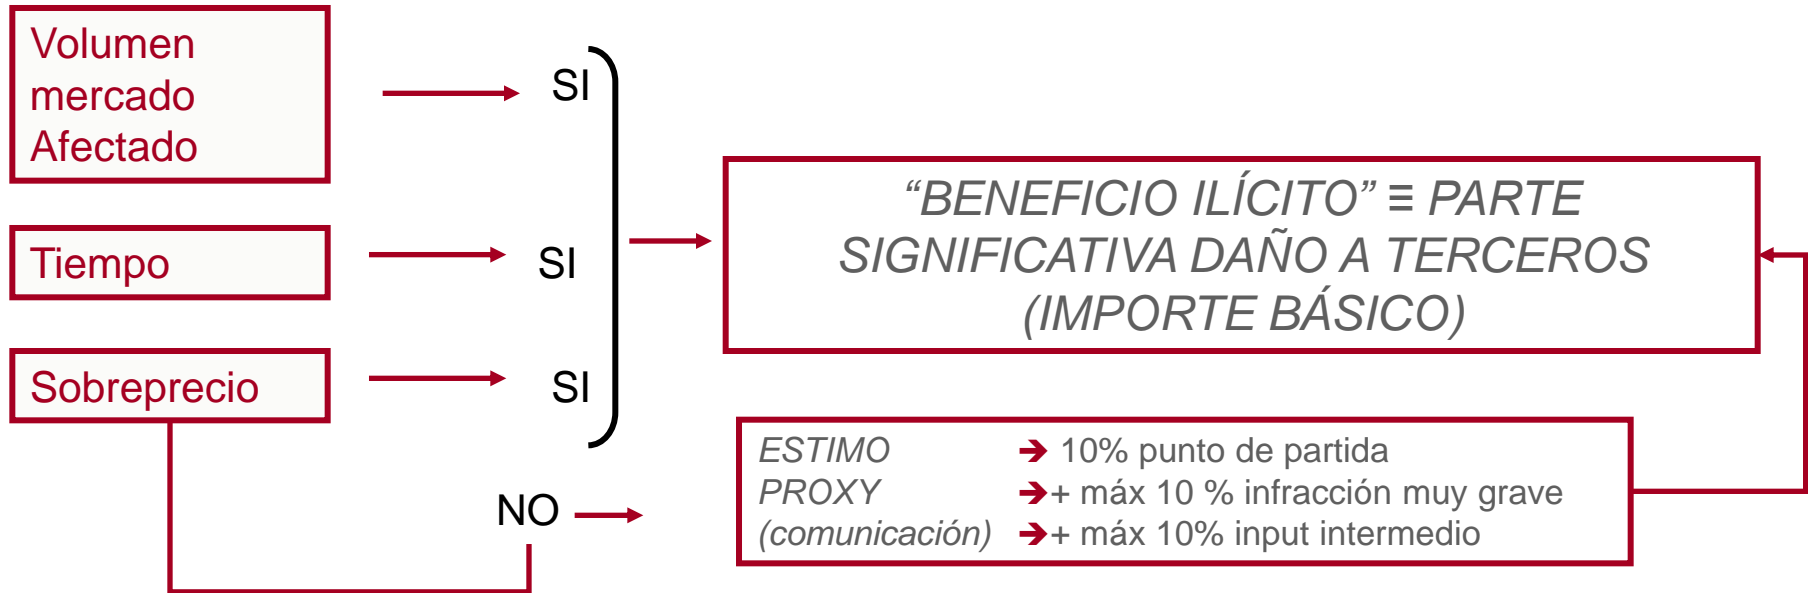 Volumen
mercado
Afectado
SI
Tiempo
SI
Sobreprecio
SI
NO
“BENEFICIO ILÍCITO” ≡ PARTE
SIGNIFICATIVA DAÑO A TERCEROS
(IMPORTE BÁSICO)
ESTIMO ➔ 10% punto de partida
PROXY ➔+ máx 10 % infracción muy grave
(comunicación) ➔+ máx 10% input intermedio